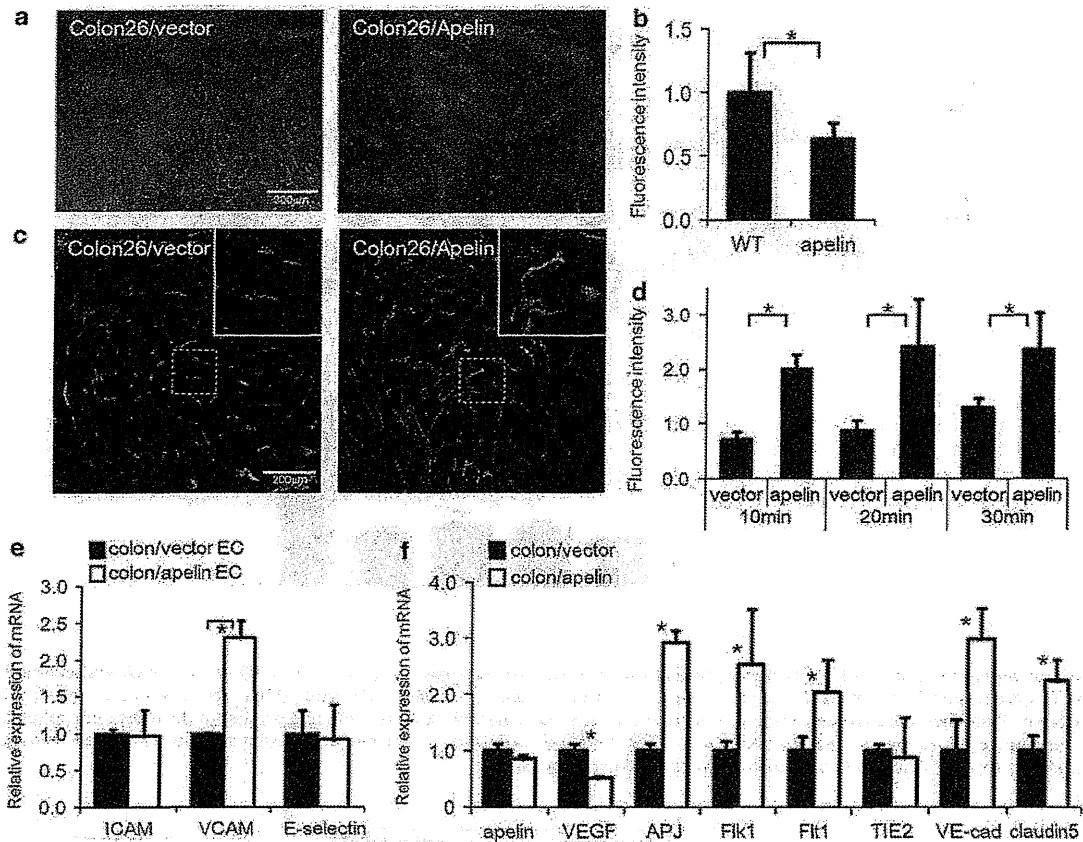 a
Colon26/vector
Colon26/Apelin
200µm
b
Fluorescence intensity
1.5
1.0
0.5
0.0
*
WT
apelin
c
Colon26/vector
Colon26/Apelin
200µm
d
Fluorescence intensity
3.0
2.0
1.0
0.0
*
*
*
vector apelin vector apelin vector apelin
10min 20min 30min
e
colon/vector EC
colon/apelin EC
Relative expression of mRNA
3.0
2.5
2.0
1.5
1.0
0.5
0.0
*
ICAM VCAM E-selectin
f
colon/vector
colon/apelin
Relative expression of mRNA
4.0
3.0
2.0
1.0
0
*
*
*
*
*
*
apelin VEGF APJ Flk1 Flt1 TIE2 VE-cad claudin5